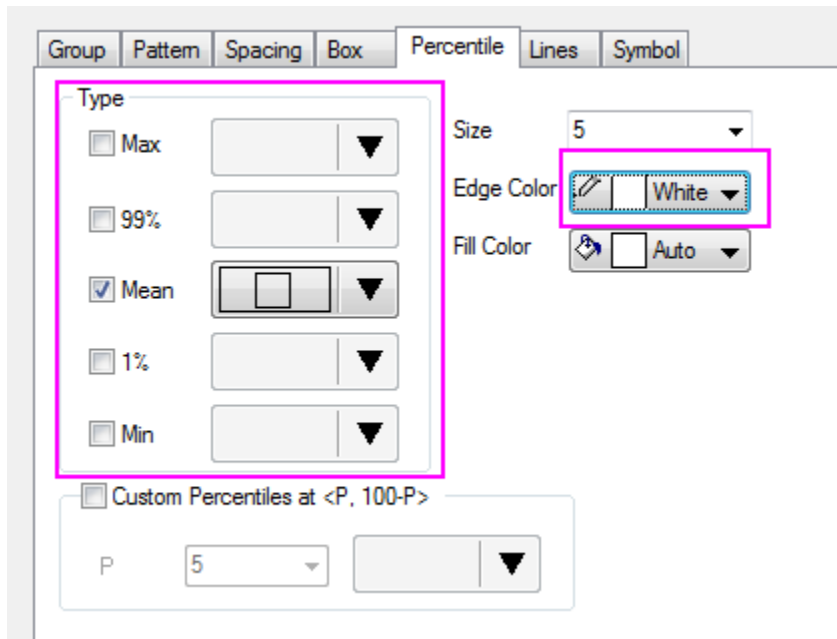 Group Pattern Spacing Box Percentile Lines Symbol
Type
Max
99%
Mean
1%
Min
Size 5
Edge Color White
Fill Color Auto
Custom Percentiles at <P, 100-P>
P 5